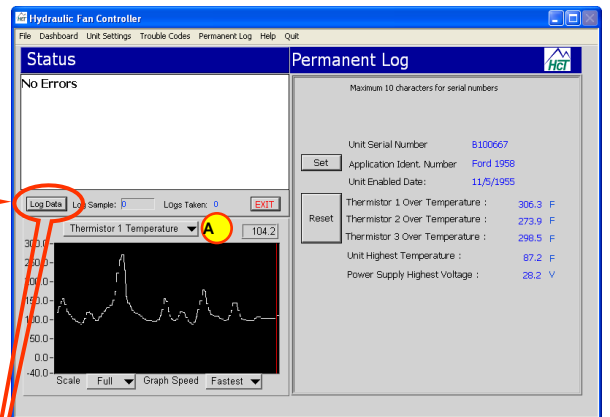 HCT Hydraulic Fan Controller
File Dashboard Unit Settings Trouble Codes Permanent Log Help Quit
Status
No Errors
Log Data Log Sample: 0 LOgs Taken: 0 EXIT
Thermistor 1 Temperature A 104.2
300.0-
250.0-
200.0-
150.0-
100.0-
50.0-
0.0-
-40.0-
Scale Full Graph Speed Fastest
Permanent Log HCT
Maximum 10 characters for serial numbers
Unit Serial Number B100667
Set Application Ident. Number Ford 1958
Unit Enabled Date: 11/5/1955
Reset
Thermistor 1 Over Temperature : 306.3 F
Thermistor 2 Over Temperature : 273.9 F
Thermistor 3 Over Temperature : 298.5 F
Unit Highest Temperature : 87.2 F
Power Supply Highest Voltage : 28.2 V